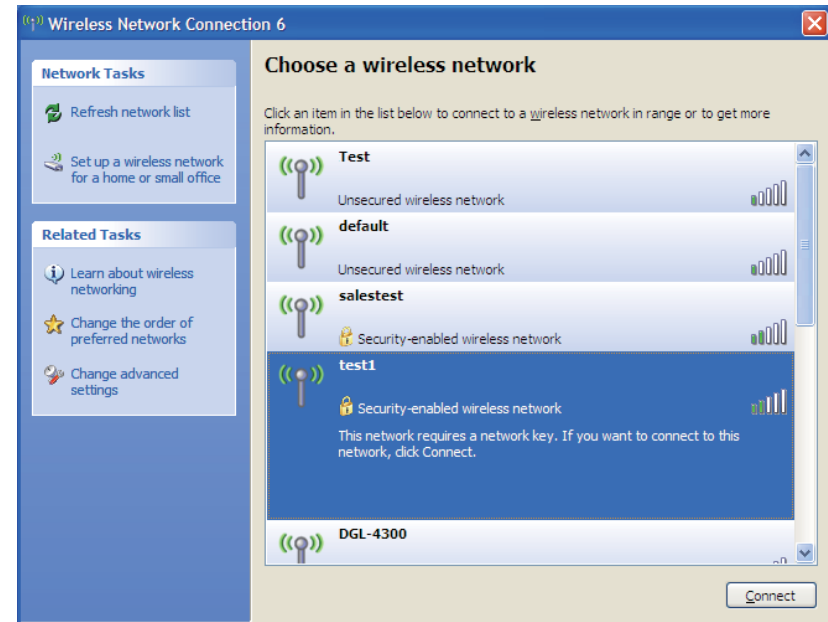 Wireless Network Connection 6
Network Tasks
Refresh network list
Set up a wireless network
for a home or small office
Related Tasks
Learn about wireless
networking
Change the order of
preferred networks
Change advanced
settings
Choose a wireless network
Click an item in the list below to connect to a wireless network in range or to get more
information.
Test
Unsecured wireless network
default
Unsecured wireless network
salestest
Security-enabled wireless network
test1
Security-enabled wireless network
This network requires a network key. If you want to connect to this
network, click Connect.
DGL-4300
Connect